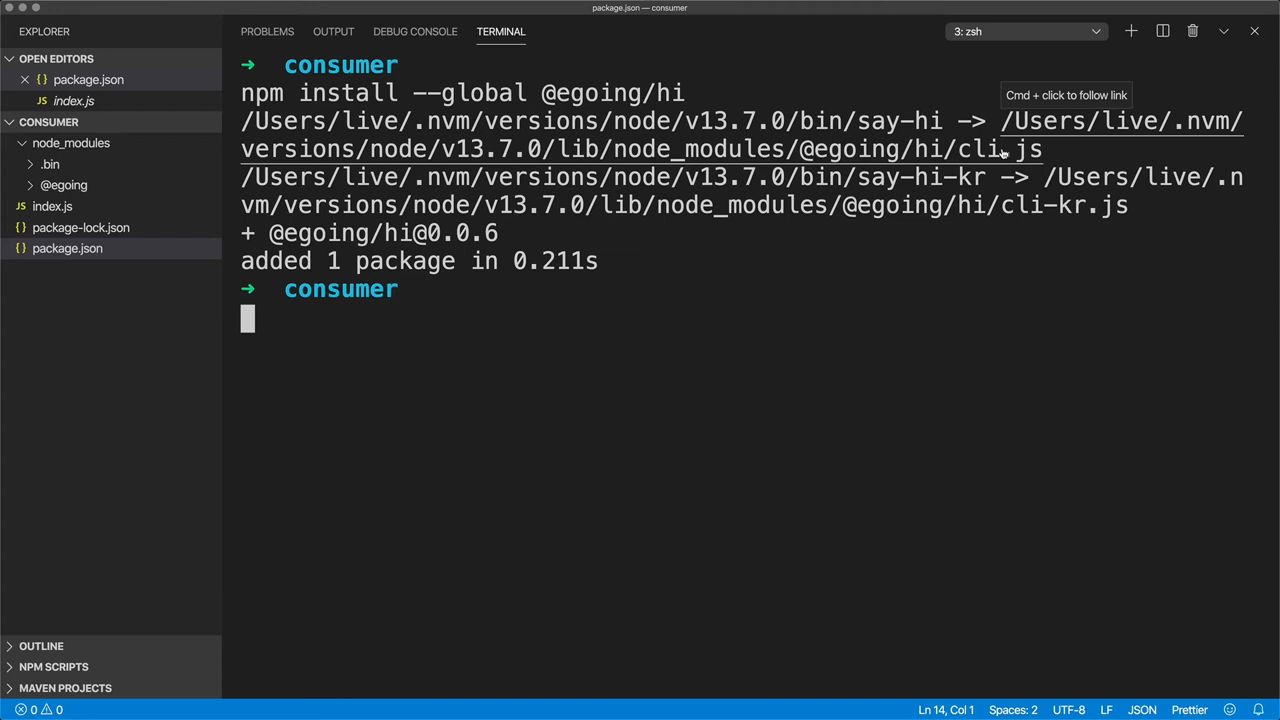 package.json — consumer
EXPLORER
PROBLEMS
OUTPUT
DEBUG CONSOLE
TERMINAL
3: zsh
OPEN EDITORS
{} package.json
JS index.js
CONSUMER
node_modules
.bin
@egoing
JS index.js
{} package-lock.json
{} package.json
OUTLINE
NPM SCRIPTS
MAVEN PROJECTS
➜ consumer
npm install --global @egoing/hi
Cmd + click to follow link
/Users/live/.nvm/versions/node/v13.7.0/bin/say-hi -> /Users/live/.nvm/
versions/node/v13.7.0/lib/node_modules/@egoing/hi/cli.js
/Users/live/.nvm/versions/node/v13.7.0/bin/say-hi-kr -> /Users/live/.n
vm/versions/node/v13.7.0/lib/node_modules/@egoing/hi/cli-kr.js
+ @egoing/hi@0.0.6
added 1 package in 0.211s
➜ consumer
0 0
Ln 14, Col 1
Spaces: 2
UTF-8
LF
JSON
Prettier